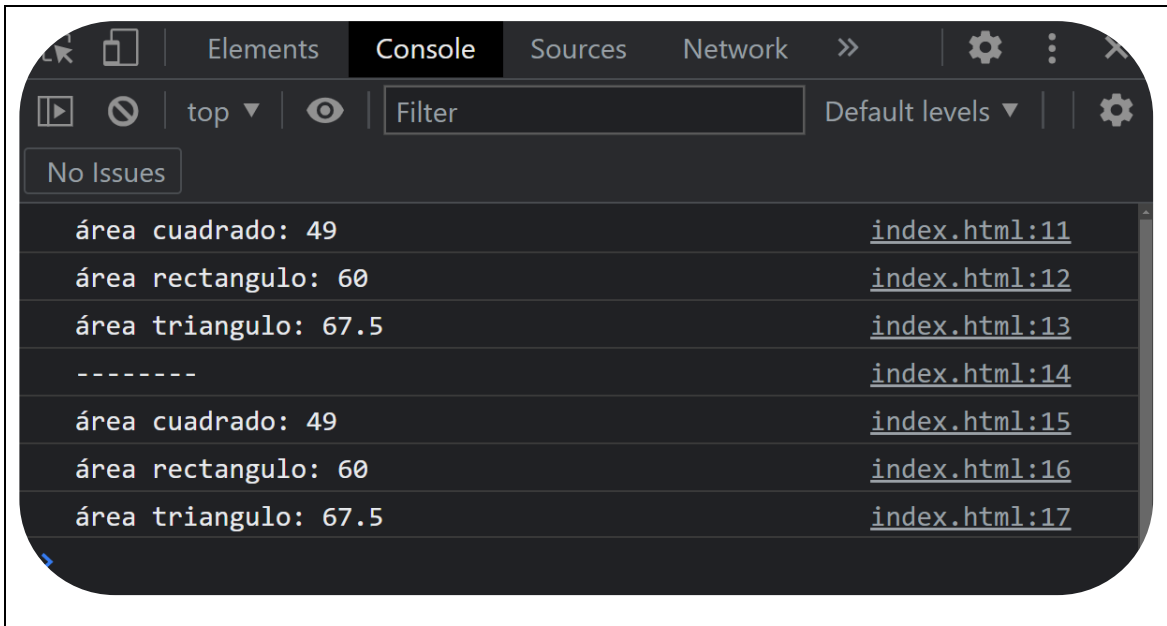 Elements Console Sources Network »
top ▼ Filter Default levels ▼
No Issues
área cuadrado: 49 index.html:11
área rectangulo: 60 index.html:12
área triangulo: 67.5 index.html:13
-------- index.html:14
área cuadrado: 49 index.html:15
área rectangulo: 60 index.html:16
área triangulo: 67.5 index.html:17